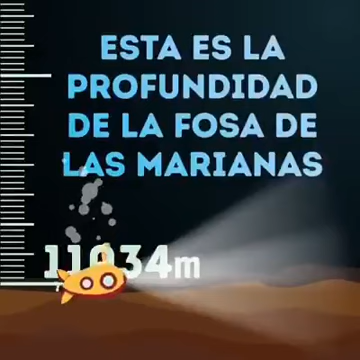 ESTA ES LA
PROFUNDIDAD
DE LA FOSA DE
LAS MARIANAS
11034m